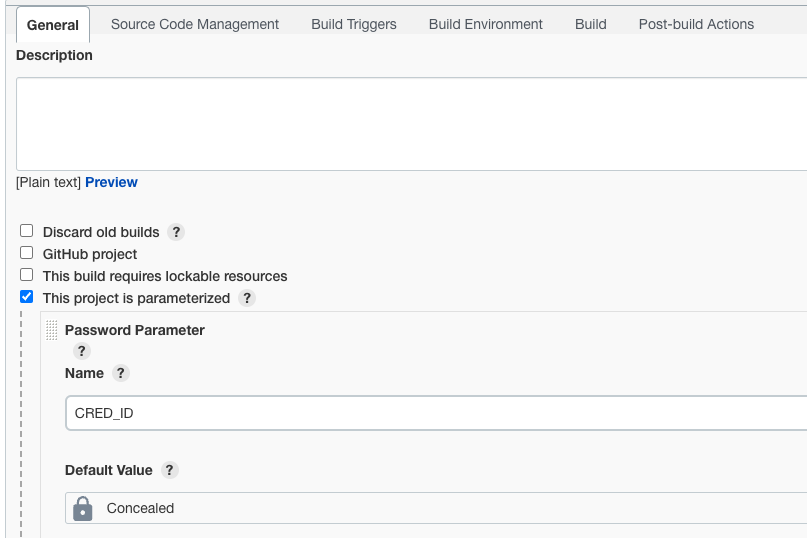 General Source Code Management Build Triggers Build Environment Build Post-build Actions
Description
[Plain text] Preview
Discard old builds ?
GitHub project
This build requires lockable resources
This project is parameterized ?
Password Parameter
?
Name ?
CRED_ID
Default Value ?
Concealed